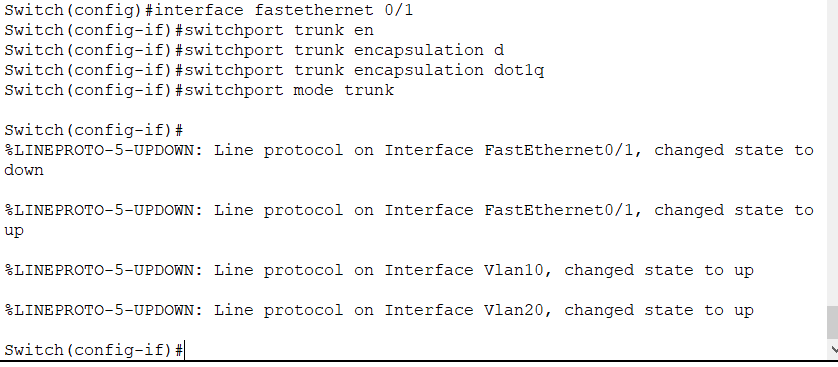 Switch(config)#interface fastethernet 0/1
Switch(config-if)#switchport trunk en
Switch(config-if)#switchport trunk encapsulation d
Switch(config-if)#switchport trunk encapsulation dot1q
Switch(config-if)#switchport mode trunk
Switch(config-if)#
%LINEPROTO-5-UPDOWN: Line protocol on Interface FastEthernet0/1, changed state to
down
%LINEPROTO-5-UPDOWN: Line protocol on Interface FastEthernet0/1, changed state to
up
%LINEPROTO-5-UPDOWN: Line protocol on Interface Vlan10, changed state to up
%LINEPROTO-5-UPDOWN: Line protocol on Interface Vlan20, changed state to up
Switch(config-if)#